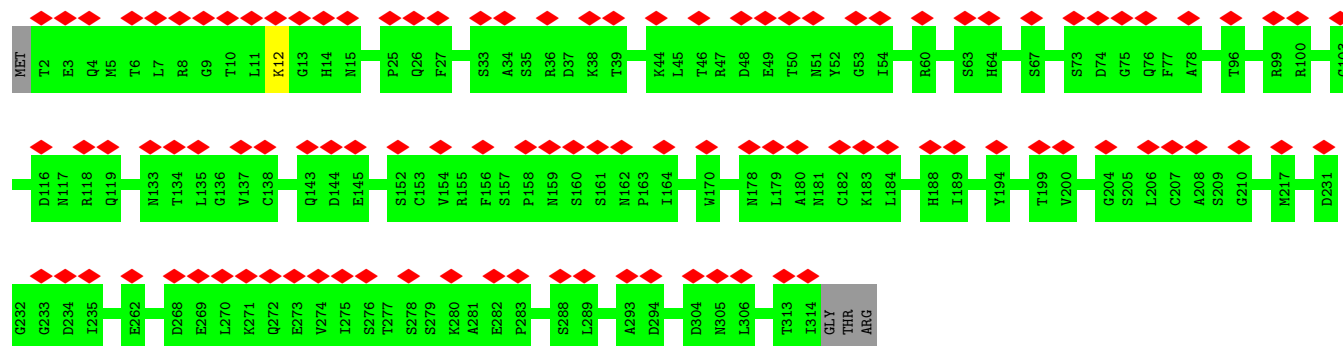 MET T2 E3 Q4 M5 T6 L7 R8 G9 T10 L11 K12 G13 H14 N15 P25 Q26 F27 S33 A34 S35 R36 D37 K38 T39 K44 L45 T46 R47 D48 E49 T50 N51 Y52 G53 I54 R60 S63 H64 S67 S73 D74 G75 Q76 F77 A78 T96 R99 R100
D116 N117 R118 Q119 N133 T134 L135 G136 V137 C138 Q143 D144 E145 S152 C153 V154 R155 F156 S157 P158 N159 S160 S161 N162 P163 I164 W170 N178 L179 A180 N181 C182 K183 L184 H188 I189 Y194 T199 V200 G204 S205 L206 C207 A208 S209 G210 M217 D231
G232 G233 D234 I235 E262 D268 E269 L270 K271 Q272 E273 V274 I275 S276 T277 S278 S279 K280 A281 E282 P283 S288 L289 A293 D294 D304 N305 L306 T313 I314 GLY THR ARG